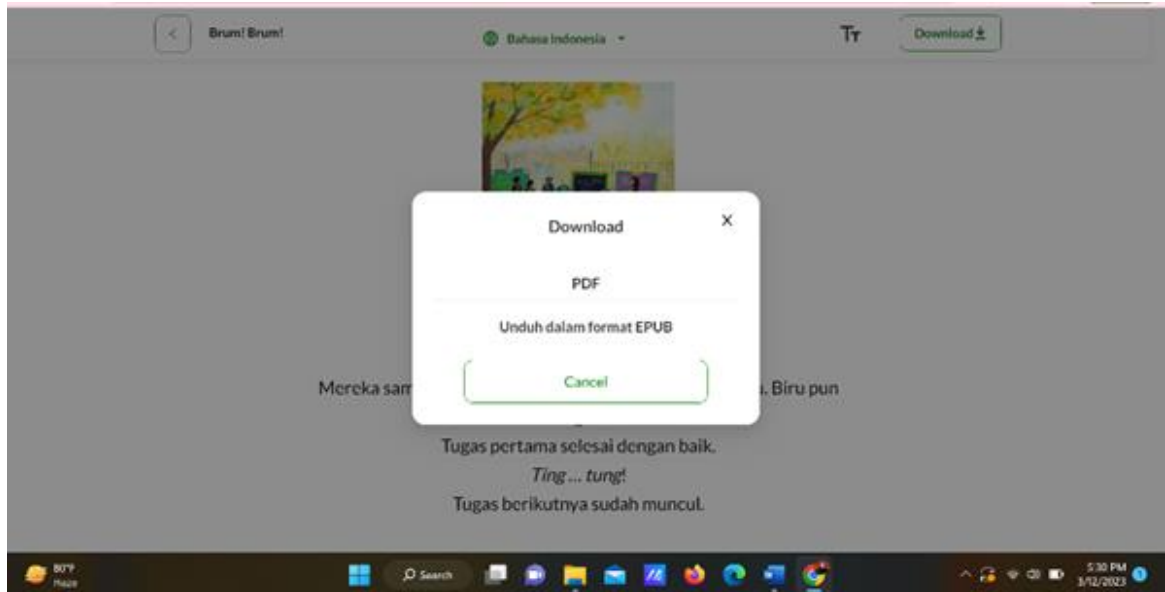 Brum! Brum!
Bahasa Indonesia
TT
Download
Download
X
PDF
Unduh dalam format EPUB
Cancel
Mereka sam . Biru pun
Tugas pertama selesai dengan baik.
Ting ... tung!
Tugas berikutnya sudah muncul.
80°F
Haze
Search
5:30 PM
3/12/2023